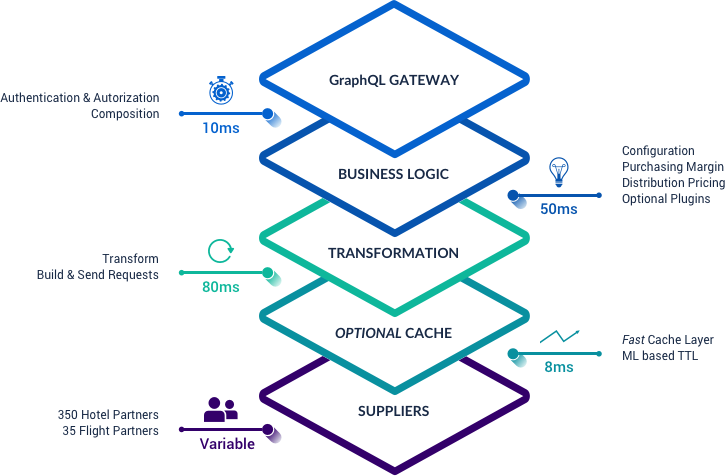 GraphQL GATEWAY
Authentication & Autorization
Composition
10ms
BUSINESS LOGIC
Configuration
Purchasing Margin
Distribution Pricing
Optional Plugins
50ms
TRANSFORMATION
Transform
Build & Send Requests
80ms
OPTIONAL CACHE
Fast Cache Layer
ML based TTL
8ms
SUPPLIERS
350 Hotel Partners
35 Flight Partners
Variable